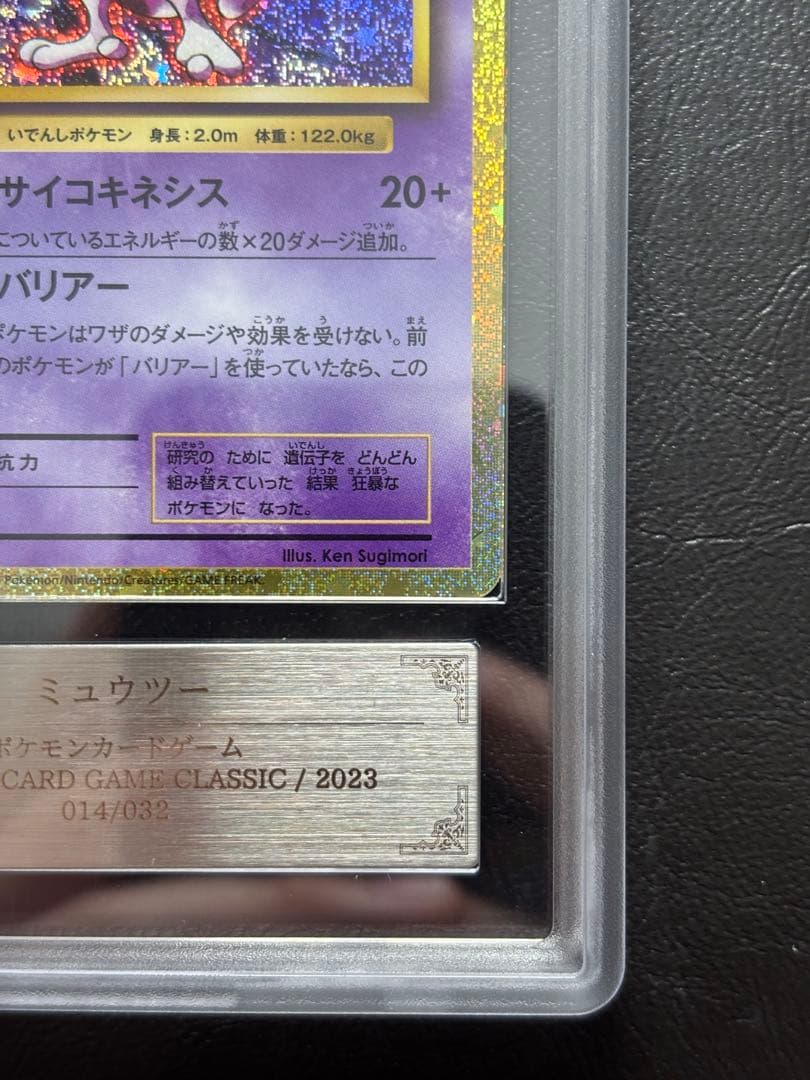 いでんしポケモン 身長：2.0m 体重：122.0kg
サイコキネシス 20+
についているエネルギーの数×20ダメージ追加。
バリアー
ポケモンはワザのダメージや効果を受けない。前
のポケモンが「バリアー」を使っていたなら、この
抗力
研究の ために 遺伝子を どんどん
組み替えていった 結果 狂暴な
ポケモンに なった。
Illus. Ken Sugimori
Pokémon/Nintendo/Creatures/GAME FREAK.
ミュウツー
ポケモンカードゲーム
CARD GAME CLASSIC / 2023
014/032